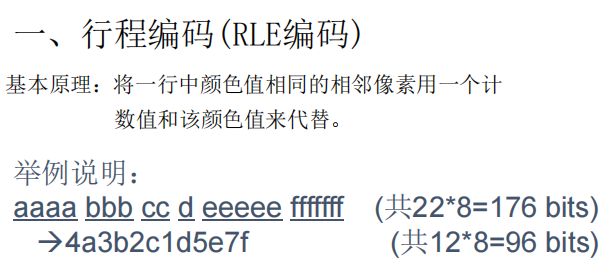 一、行程编码(RLE编码)
基本原理：将一行中颜色值相同的相邻像素用一个计
数值和该颜色值来代替。
举例说明：
aaaa bbb cc d eeeee fffffff (共22*8=176 bits)
→4a3b2c1d5e7f (共12*8=96 bits)